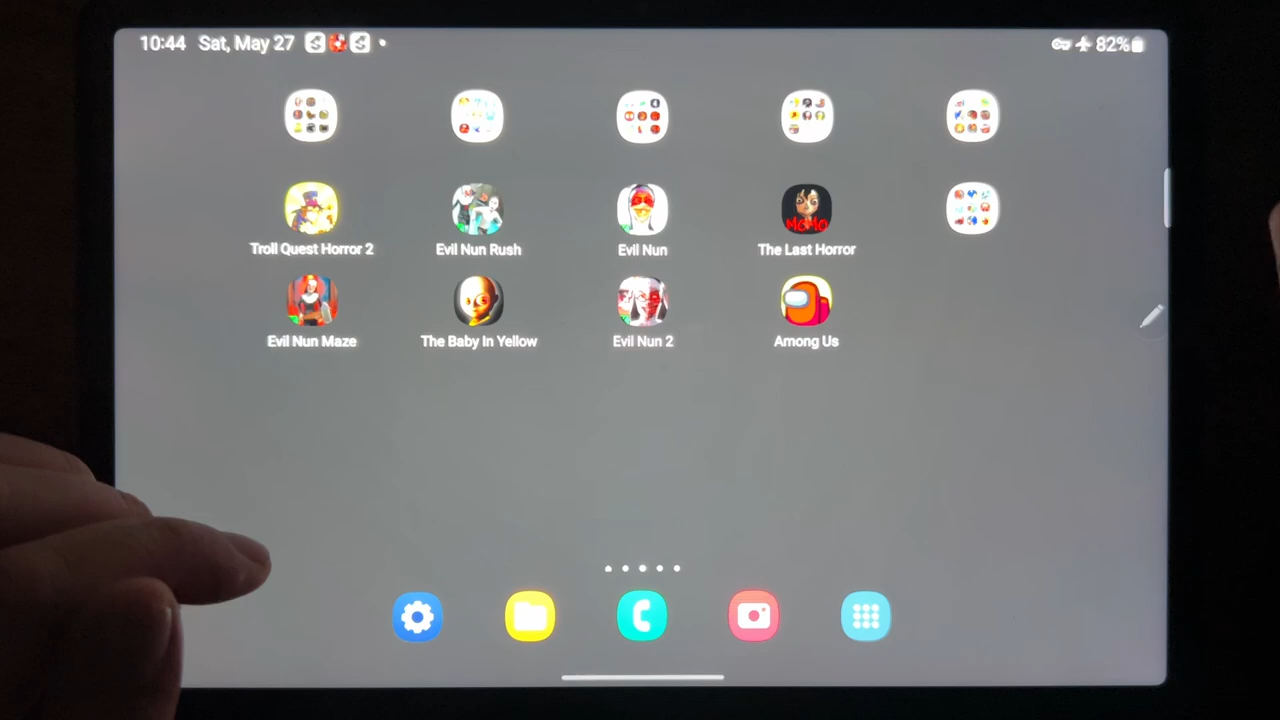 10:44 Sat, May 27 82%
Troll Quest Horror 2 Evil Nun Rush Evil Nun The Last Horror
MOMO
Evil Nun Maze The Baby In Yellow Evil Nun 2 Among Us